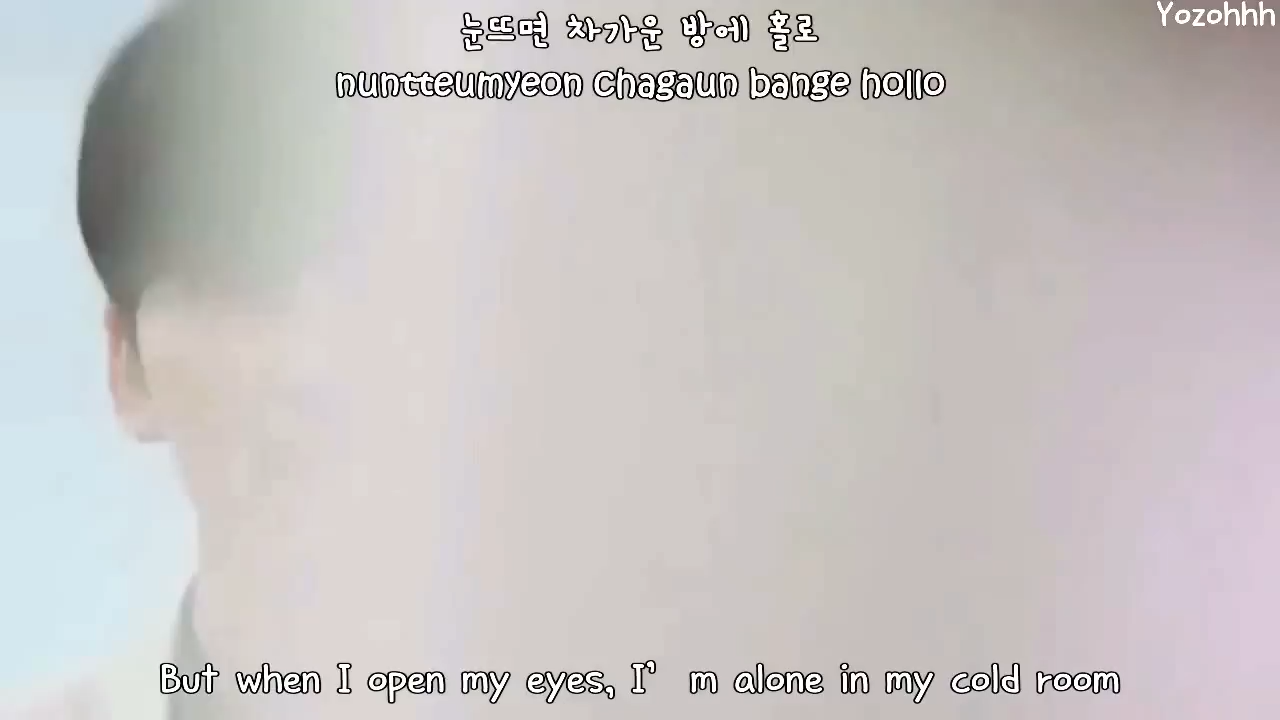 Yozohhh
눈뜨면 차가운 방에 홀로
nuntteumyeon chagaun bange hollo
But when I open my eyes, I’m alone in my cold room